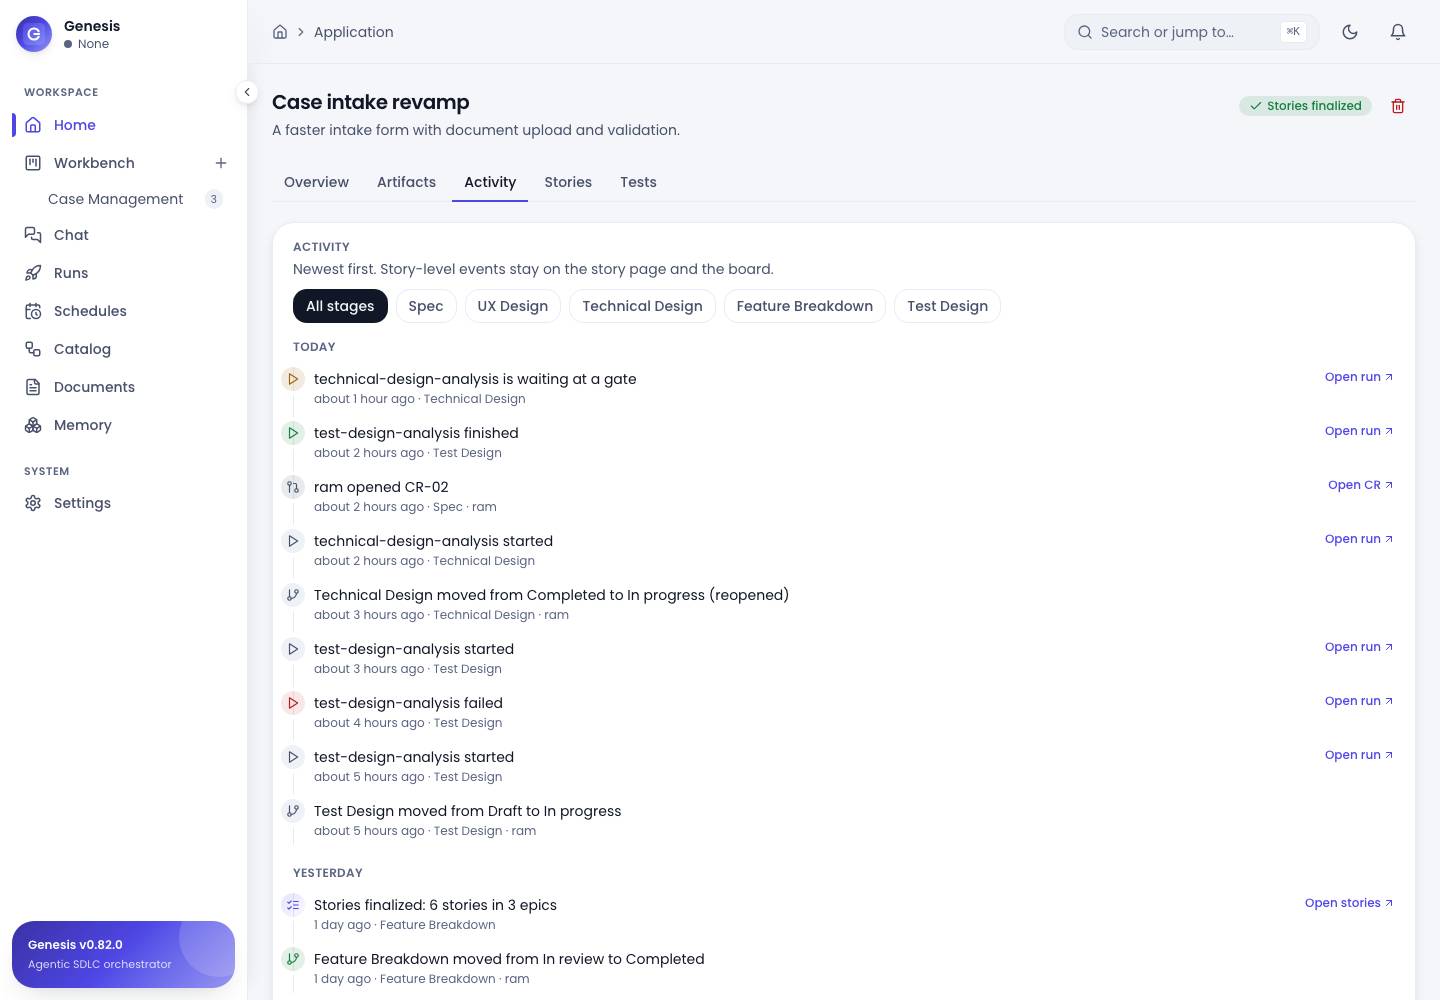 Genesis
None
WORKSPACE
Home
Workbench
Case Management 3
Chat
Runs
Schedules
Catalog
Documents
Memory
SYSTEM
Settings
Genesis v0.82.0
Agentic SDLC orchestrator
Application
Search or jump to... ⌘K
Case intake revamp
Stories finalized
A faster intake form with document upload and validation.
Overview Artifacts Activity Stories Tests
ACTIVITY
Newest first. Story-level events stay on the story page and the board.
All stages Spec UX Design Technical Design Feature Breakdown Test Design
TODAY
technical-design-analysis is waiting at a gate Open run
about 1 hour ago · Technical Design
test-design-analysis finished Open run
about 2 hours ago · Test Design
ram opened CR-02 Open CR
about 2 hours ago · Spec · ram
technical-design-analysis started Open run
about 2 hours ago · Technical Design
Technical Design moved from Completed to In progress (reopened)
about 3 hours ago · Technical Design · ram
test-design-analysis started Open run
about 3 hours ago · Test Design
test-design-analysis failed Open run
about 4 hours ago · Test Design
test-design-analysis started Open run
about 5 hours ago · Test Design
Test Design moved from Draft to In progress
about 5 hours ago · Test Design · ram
YESTERDAY
Stories finalized: 6 stories in 3 epics Open stories
1 day ago · Feature Breakdown
Feature Breakdown moved from In review to Completed
1 day ago · Feature Breakdown · ram